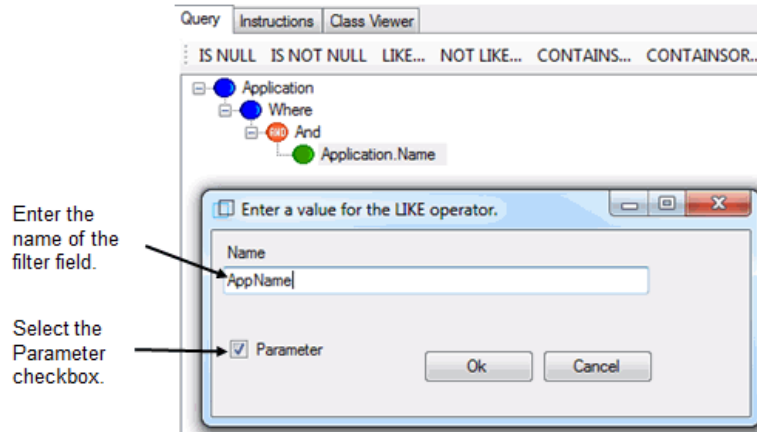 Query Instructions Class Viewer
IS NULL IS NOT NULL LIKE... NOT LIKE... CONTAINS... CONTAINSOR...
Application
Where
AND And
Application.Name
Enter a value for the LIKE operator.
Enter the
name of the
filter field.
Name
AppName
Select the
Parameter
checkbox.
Parameter
Ok Cancel